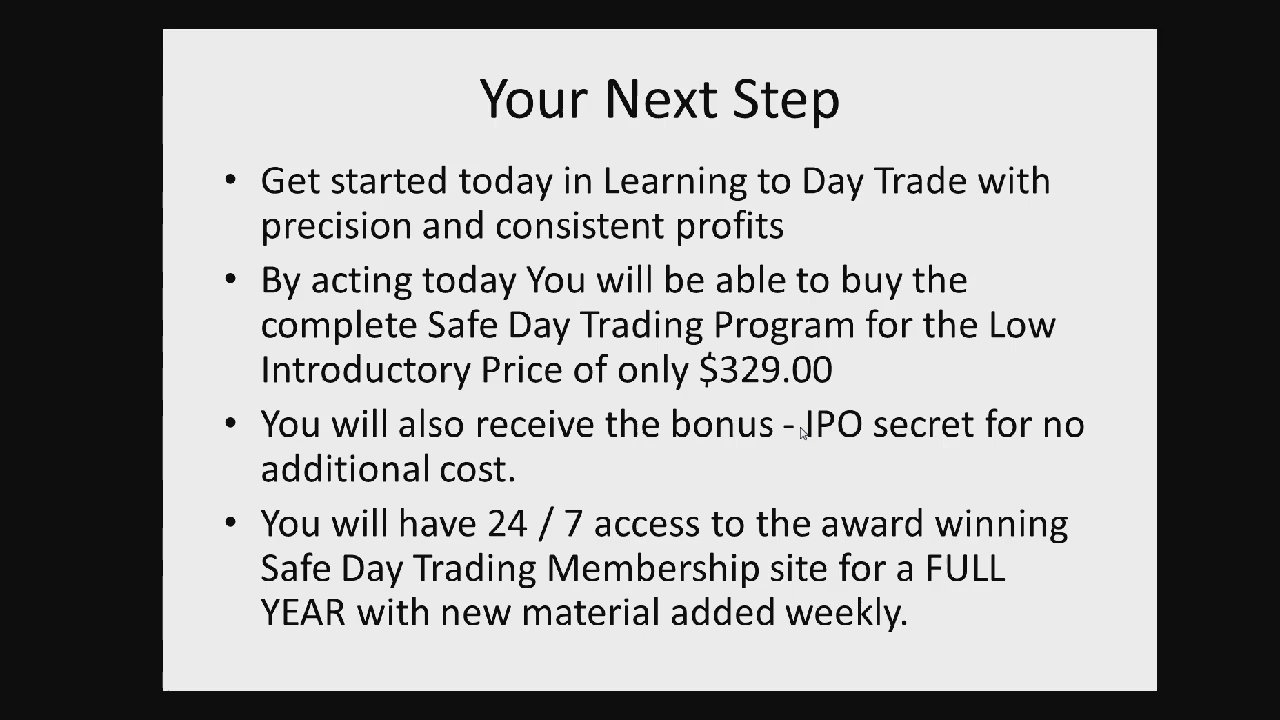 Your Next Step
• Get started today in Learning to Day Trade with
precision and consistent profits
• By acting today You will be able to buy the
complete Safe Day Trading Program for the Low
Introductory Price of only $329.00
• You will also receive the bonus - IPO secret for no
additional cost.
• You will have 24 / 7 access to the award winning
Safe Day Trading Membership site for a FULL
YEAR with new material added weekly.